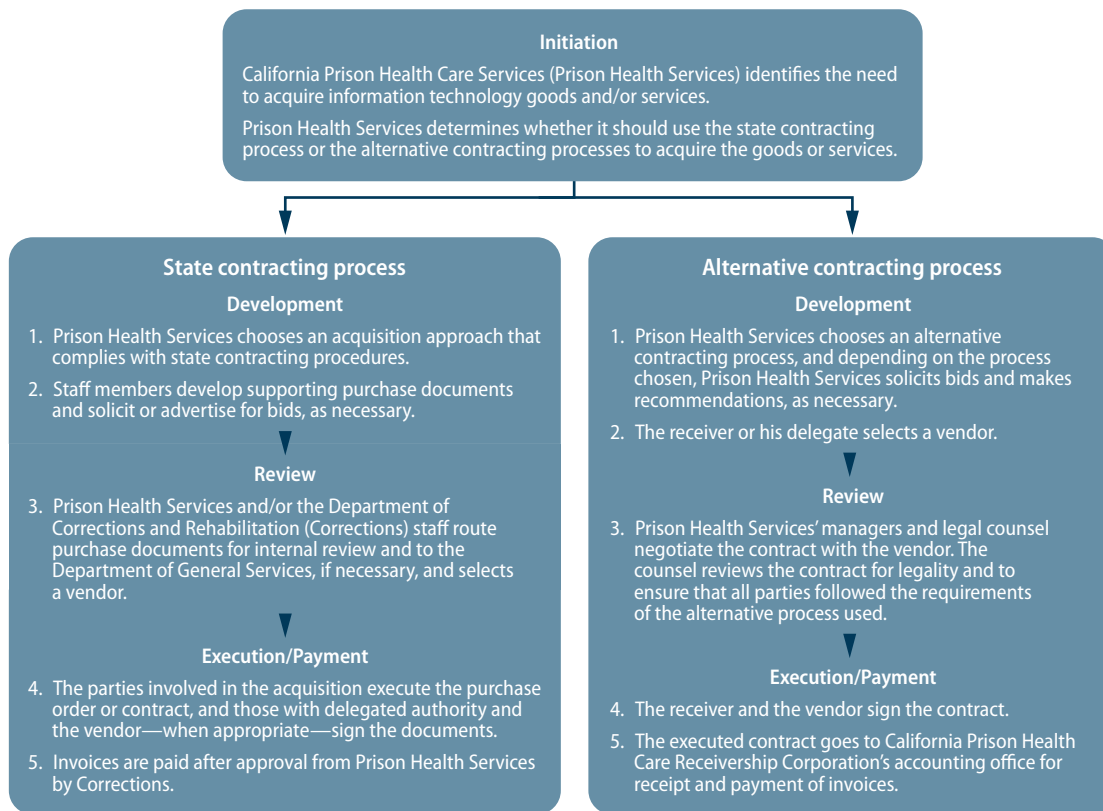 Initiation
California Prison Health Care Services (Prison Health Services) identifies the need
to acquire information technology goods and/or services.
Prison Health Services determines whether it should use the state contracting
process or the alternative contracting processes to acquire the goods or services.
State contracting process
Development
1. Prison Health Services chooses an acquisition approach that
complies with state contracting procedures.
2. Staff members develop supporting purchase documents
and solicit or advertise for bids, as necessary.
Review
3. Prison Health Services and/or the Department of
Corrections and Rehabilitation (Corrections) staff route
purchase documents for internal review and to the
Department of General Services, if necessary, and selects
a vendor.
Execution/Payment
4. The parties involved in the acquisition execute the purchase
order or contract, and those with delegated authority and
the vendor—when appropriate—sign the documents.
5. Invoices are paid after approval from Prison Health Services
by Corrections.
Alternative contracting process
Development
1. Prison Health Services chooses an alternative
contracting process, and depending on the process
chosen, Prison Health Services solicits bids and makes
recommendations, as necessary.
2. The receiver or his delegate selects a vendor.
Review
3. Prison Health Services' managers and legal counsel
negotiate the contract with the vendor. The
counsel reviews the contract for legality and to
ensure that all parties followed the requirements
of the alternative process used.
Execution/Payment
4. The receiver and the vendor sign the contract.
5. The executed contract goes to California Prison Health
Care Receivership Corporation's accounting office for
receipt and payment of invoices.